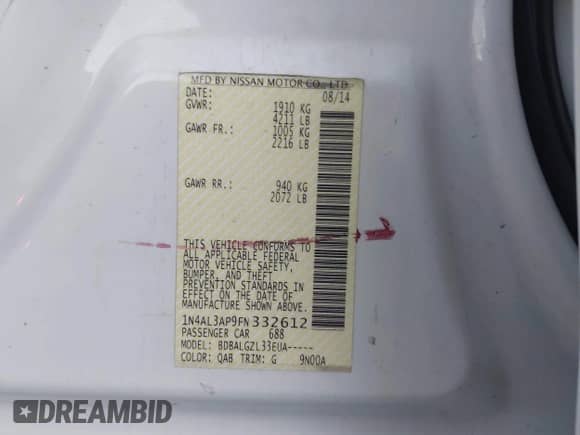 MFD BY NISSAN MOTOR CO., LTD
DATE: 08/14
GVWR: 1910 KG
4211 LB
GAWR FR.: 1005 KG
2216 LB
GAWR RR.: 940 KG
2072 LB
THIS VEHICLE CONFORMS TO
ALL APPLICABLE FEDERAL
MOTOR VEHICLE SAFETY,
BUMPER, AND THEFT
PREVENTION STANDARDS IN
EFFECT ON THE DATE OF
MANUFACTURE SHOWN ABOVE.
1N4AL3AP9FN332612
PASSENGER CAR 688
MODEL: BDBALGZL33EUA-----
COLOR: QAB TRIM: G 9N00A
DREAMBID